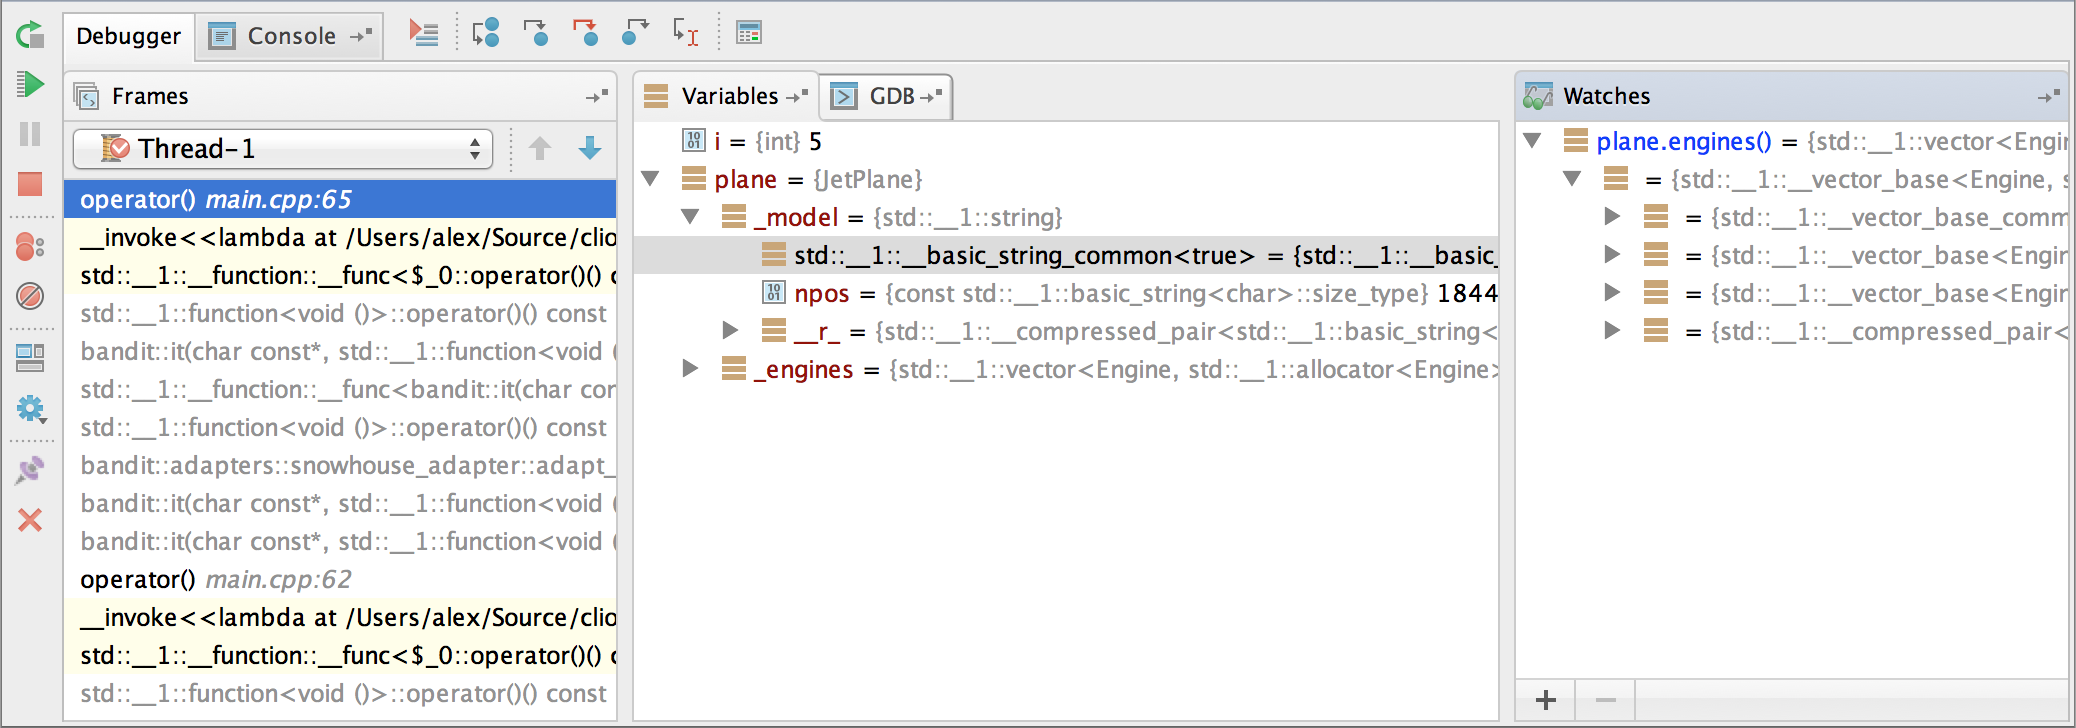 Debugger
Console
Frames
Thread-1
operator() main.cpp:65
__invoke<<lambda at /Users/alex/Source/clio
std::__1::__function::__func<$_0::operator()() c
std::__1::function<void ()>::operator()() const
bandit::it(char const*, std::__1::function<void (
std::__1::__function::__func<bandit::it(char cor
std::__1::function<void ()>::operator()() const
bandit::adapters::snowhouse_adapter::adapt_
bandit::it(char const*, std::__1::function<void (
bandit::it(char const*, std::__1::function<void (
operator() main.cpp:62
__invoke<<lambda at /Users/alex/Source/clio
std::__1::__function::__func<$_0::operator()() c
std::__1::function<void ()>::operator()() const
Variables
GDB
i = {int} 5
plane = {JetPlane}
_model = {std::__1::string}
std::__1::__basic_string_common<true> = {std::__1::__basic_
npos = {const std::__1::basic_string<char>::size_type} 1844
__r_ = {std::__1::__compressed_pair<std::__1::basic_string<
_engines = {std::__1::vector<Engine, std::__1::allocator<Engine>
Watches
plane.engines() = {std::__1::vector<Engin
= {std::__1::__vector_base<Engine, s
= {std::__1::__vector_base_comm
= {std::__1::__vector_base<Engin
= {std::__1::__vector_base<Engin
= {std::__1::__compressed_pair<